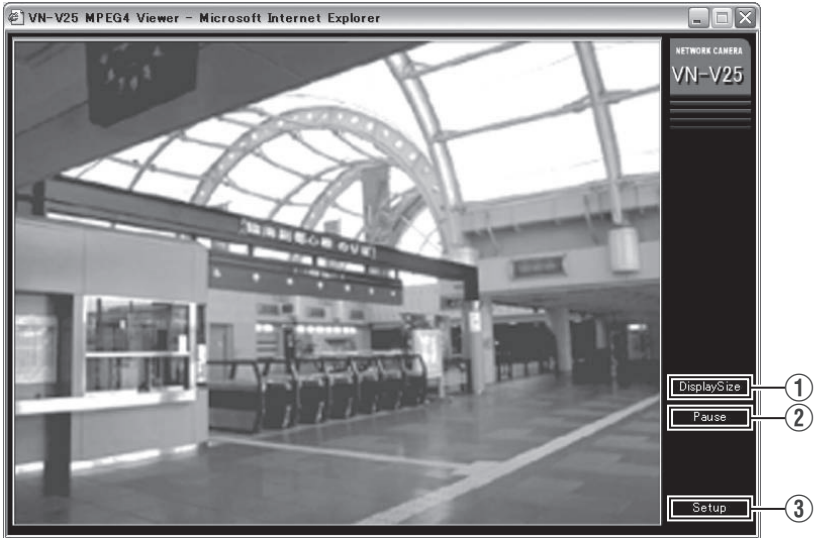 VN-V25 MPEG4 Viewer - Microsoft Internet Explorer
NETWORK CAMERA
VN-V25
DisplaySize
①
Pause
②
Setup
③